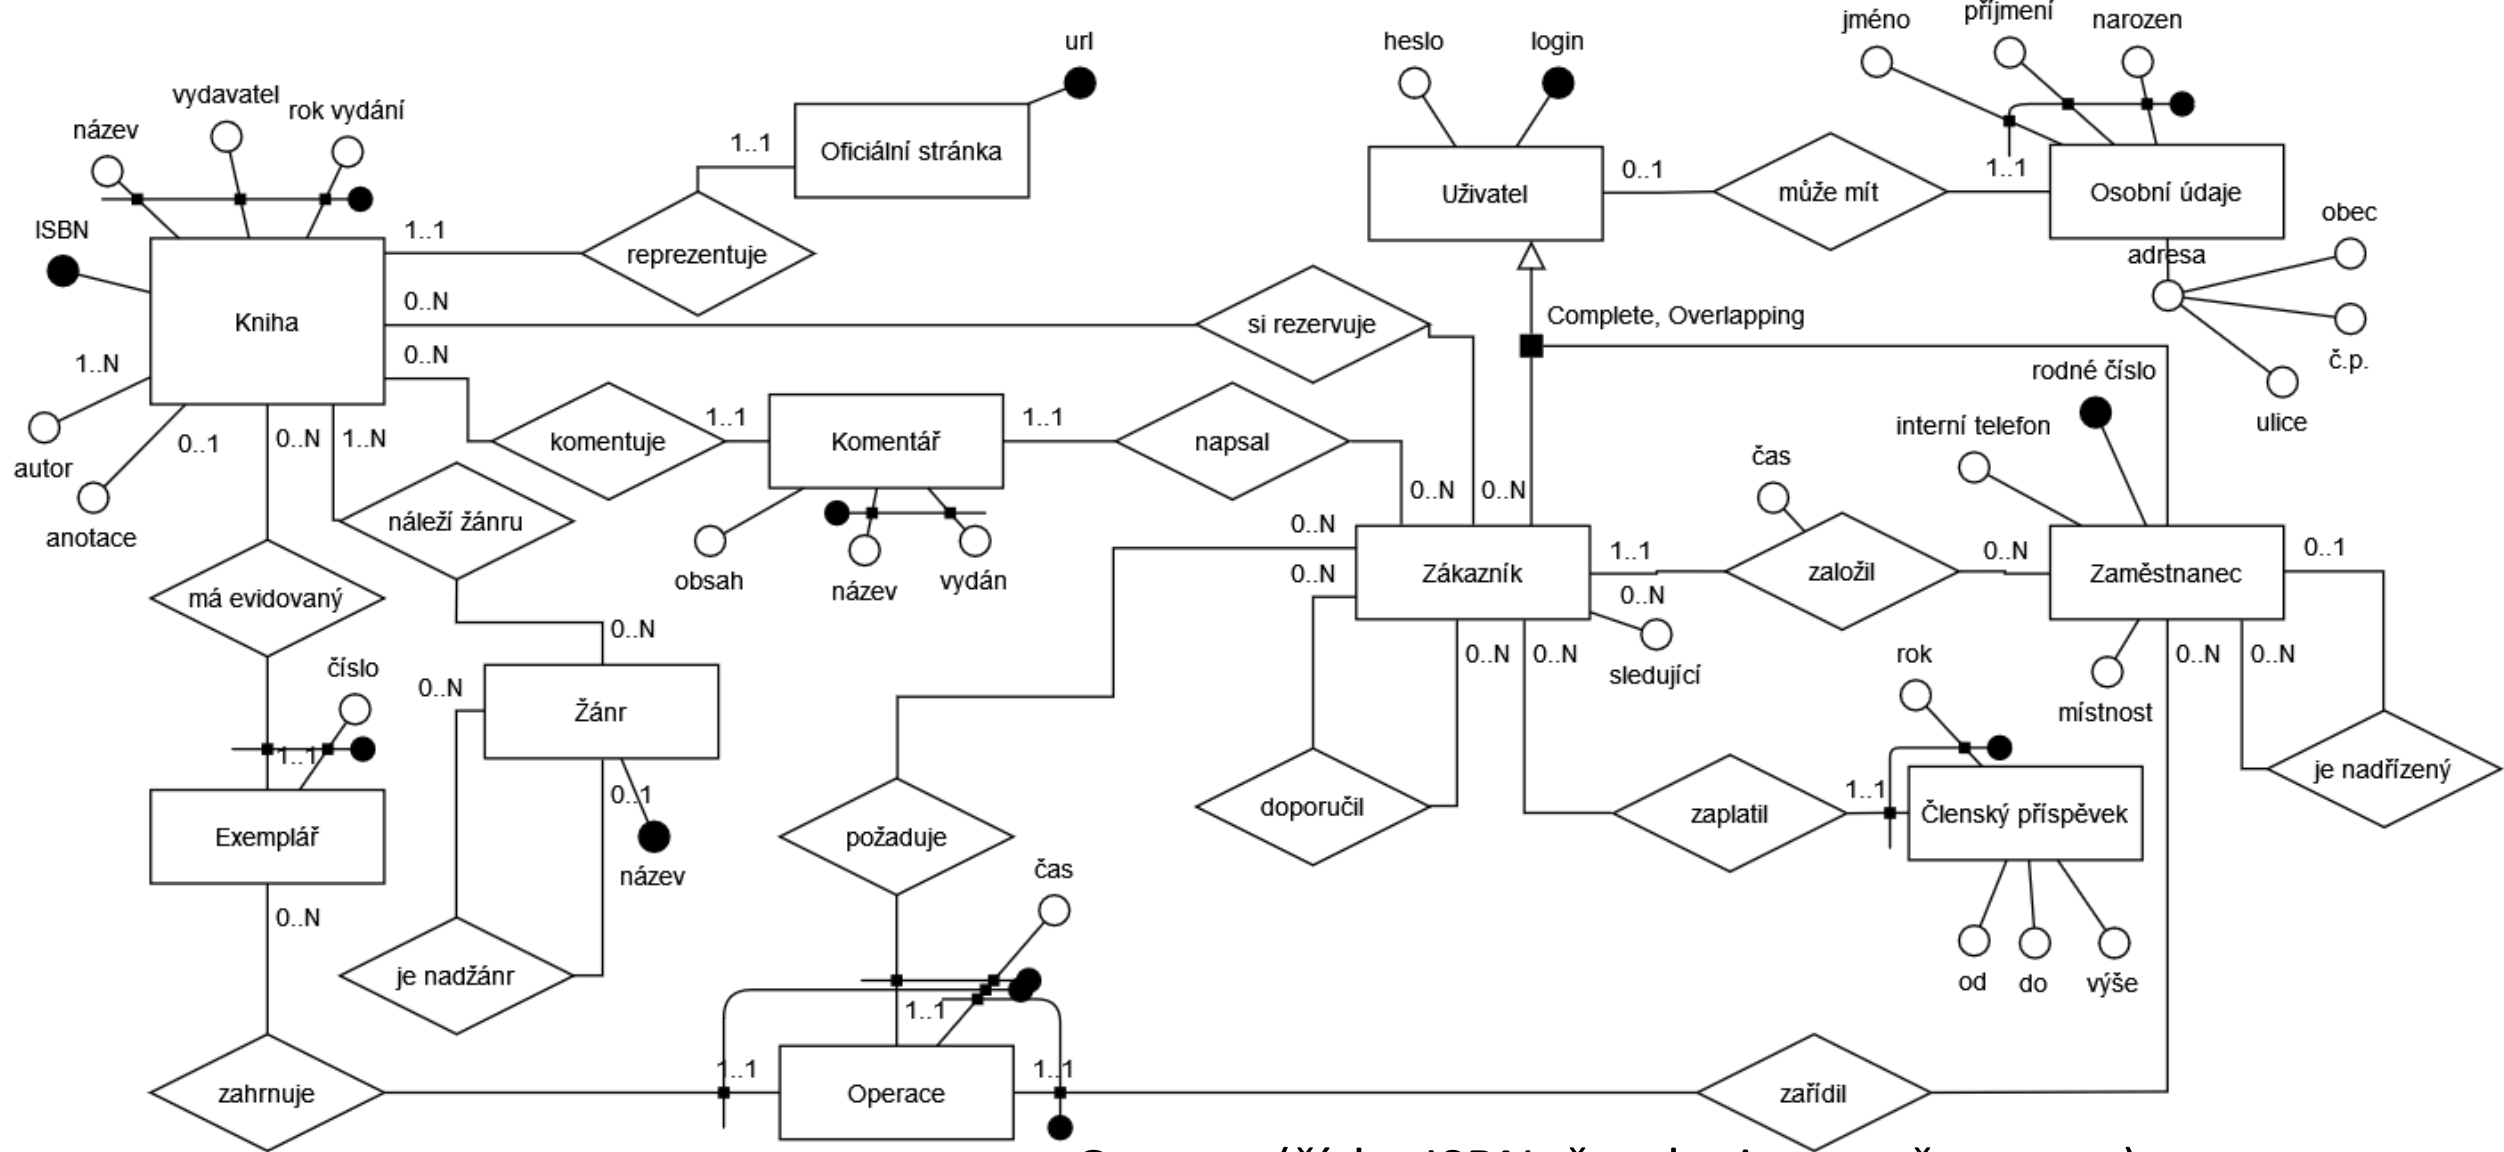 url
heslo
login
jméno
příjmení
narozen
název
vydavatel
rok vydání
ISBN
1..1
Oficiální stránka
Uživatel
0..1
může mít
1..1
Osobní údaje
adresa
obec
č.p.
ulice
1..1
reprezentuje
Kniha
0..N
si rezervuje
Complete, Overlapping
rodné číslo
0..N
1..N
autor
anotace
0..1
0..N
1..N
komentuje
1..1
Komentář
1..1
napsal
interní telefon
čas
0..N
0..N
náleží žánru
obsah
název
vydán
0..N
0..N
Zákazník
1..1
založil
0..N
Zaměstnanec
0..1
má evidovaný
0..N
sledující
0..N
číslo
0..N
Žánr
0..N
0..N
rok
místnost
0..N
0..N
1..1
0..1
název
doporučil
zaplatil
1..1
Členský příspěvek
je nadřízený
Exemplář
požaduje
čas
0..N
je nadžánr
od
do
výše
1..1
1..1
1..1
zahrnuje
Operace
zařídil